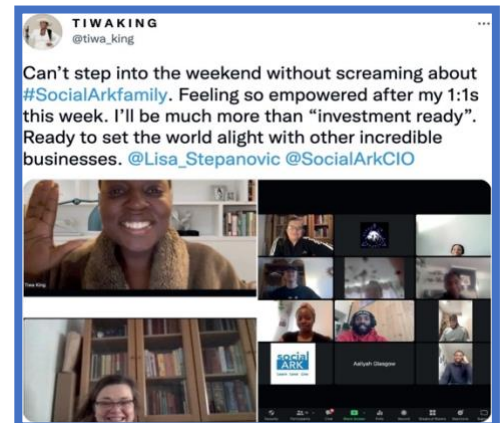 TIWAKING
@tiwa_king
Can't step into the weekend without screaming about
#SocialArkfamily. Feeling so empowered after my 1:1s
this week. I'll be much more than "investment ready".
Ready to set the world alight with other incredible
businesses. @Lisa_Stepanovic @SocialArkCIO
Tiwa King
social
ARK
Aaliyah Glasgow